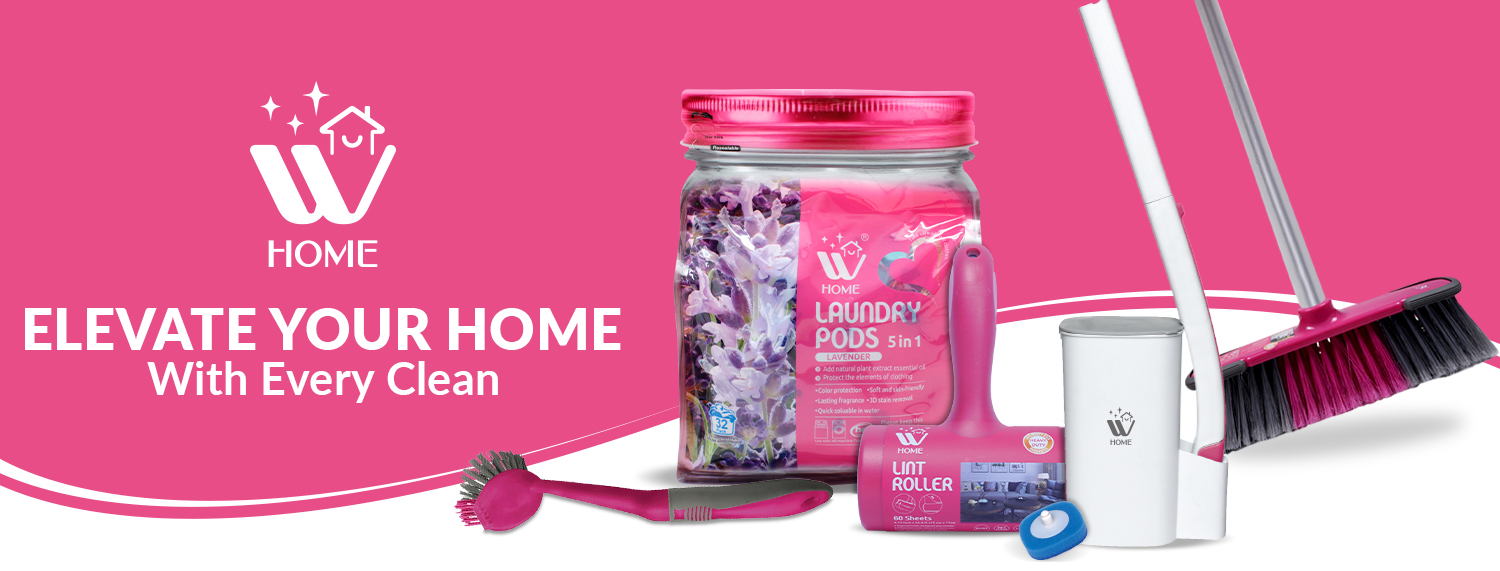 W
HOME
ELEVATE YOUR HOME
With Every Clean
Resealable
W
HOME
LAUNDRY
PODS 5 in 1
LAVENDER
Add natural plant extract essential oil
Protect the elements of clothing
•Color protection •Soft and skin-friendly
•Lasting fragrance •3D stain removal
•Quick soluable in water
32
W
HOME
HEAVY
DUTY
LINT
ROLLER
60 Sheets
W
HOME